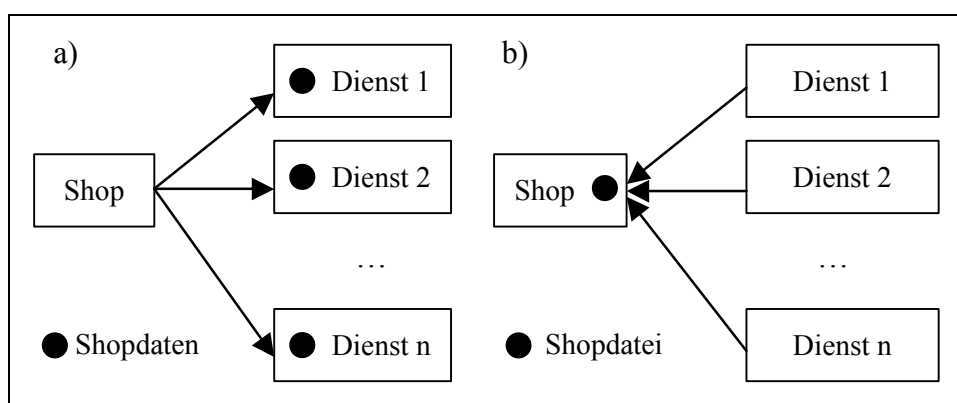 a)
Dienst 1
Shop
Dienst 2
…
Dienst n
Shopdaten
b)
Dienst 1
Shop
Dienst 2
…
Dienst n
Shopdatei